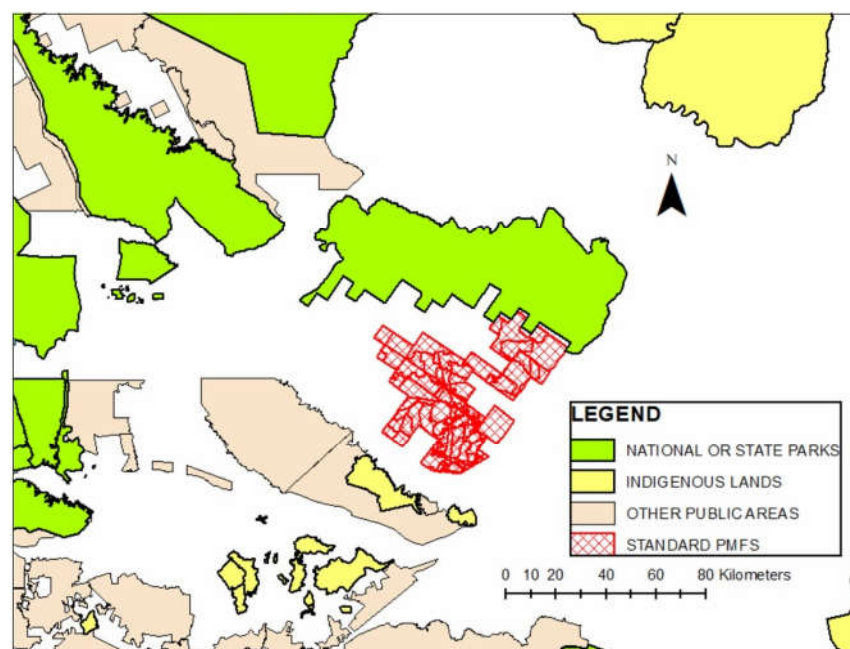 N
LEGEND
NATIONAL OR STATE PARKS
INDIGENOUS LANDS
OTHER PUBLIC AREAS
STANDARD PMFS
0 10 20 40 60 80 Kilometers